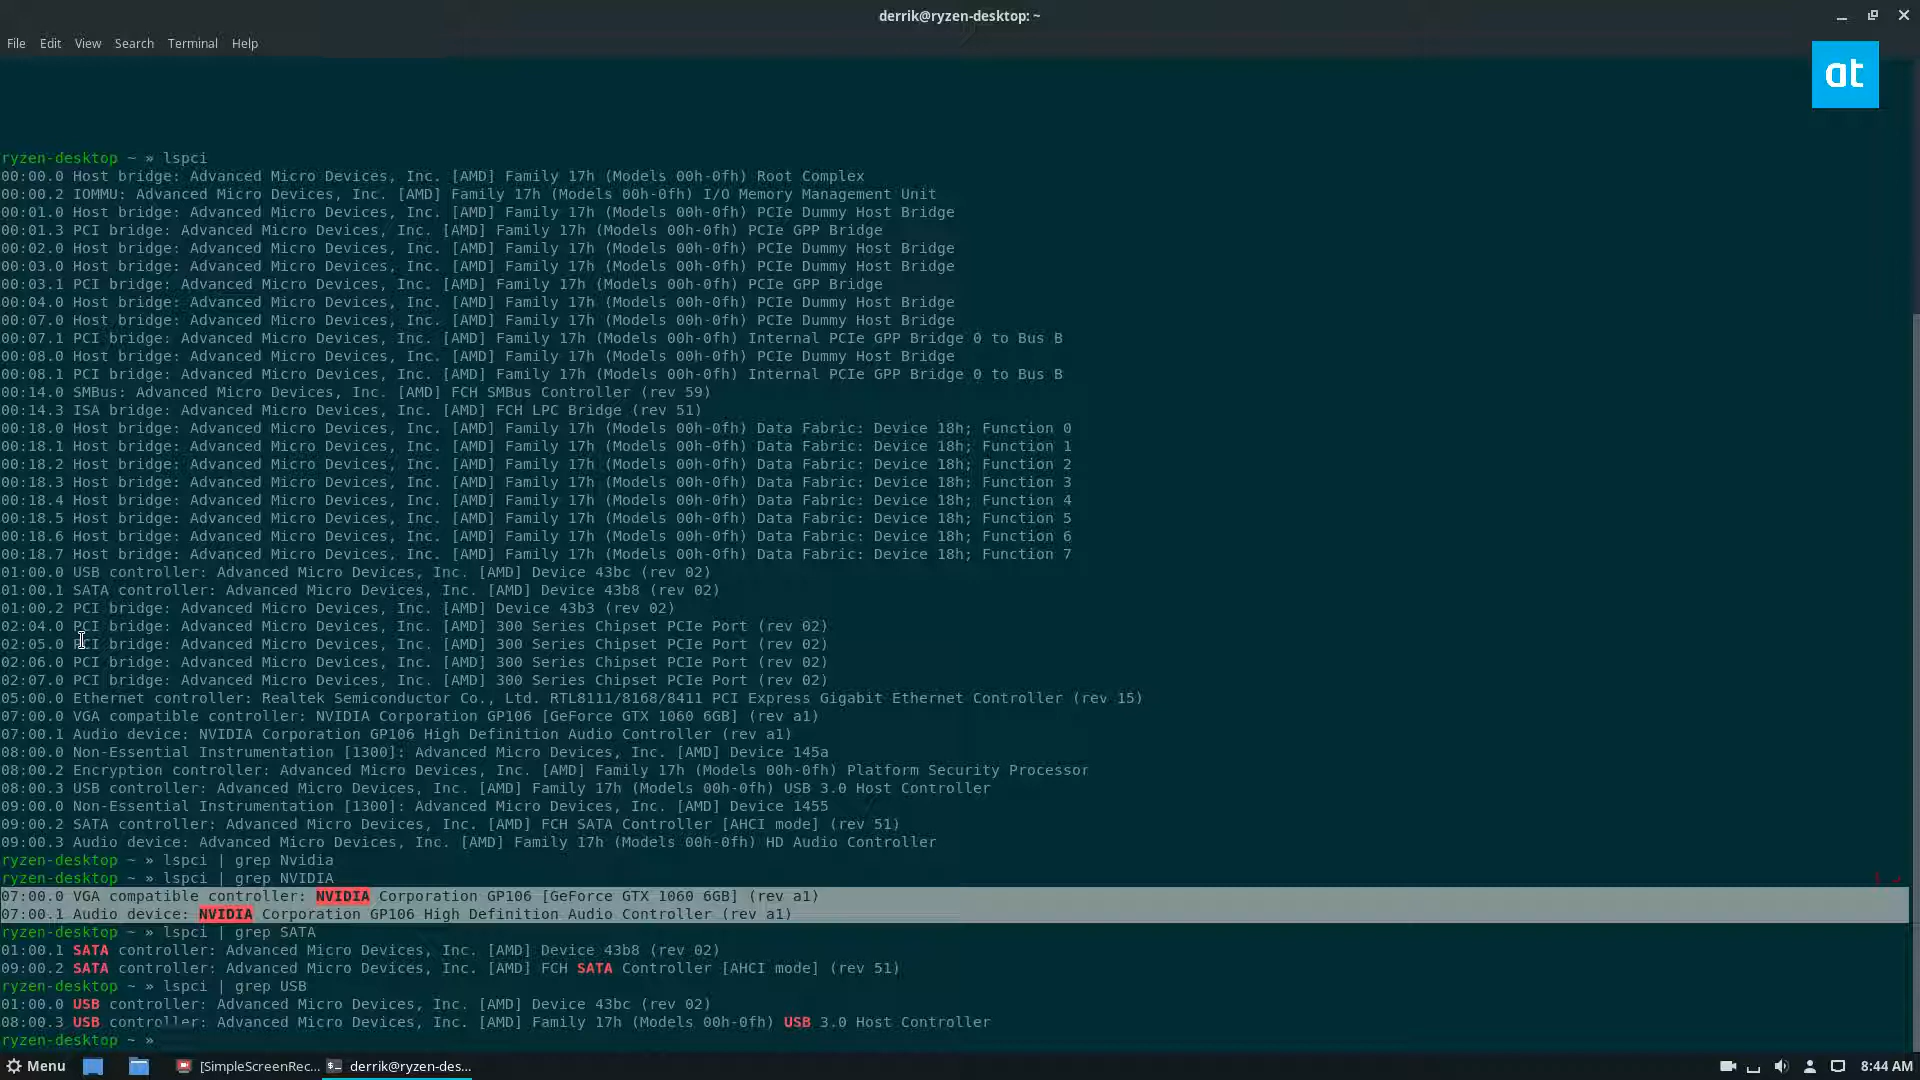 derrik@ryzen-desktop: ~
File Edit View Search Terminal Help
at
ryzen-desktop ~ » lspci
00:00.0 Host bridge: Advanced Micro Devices, Inc. [AMD] Family 17h (Models 00h-0fh) Root Complex
00:00.2 IOMMU: Advanced Micro Devices, Inc. [AMD] Family 17h (Models 00h-0fh) I/O Memory Management Unit
00:01.0 Host bridge: Advanced Micro Devices, Inc. [AMD] Family 17h (Models 00h-0fh) PCIe Dummy Host Bridge
00:01.3 PCI bridge: Advanced Micro Devices, Inc. [AMD] Family 17h (Models 00h-0fh) PCIe GPP Bridge
00:02.0 Host bridge: Advanced Micro Devices, Inc. [AMD] Family 17h (Models 00h-0fh) PCIe Dummy Host Bridge
00:03.0 Host bridge: Advanced Micro Devices, Inc. [AMD] Family 17h (Models 00h-0fh) PCIe Dummy Host Bridge
00:03.1 PCI bridge: Advanced Micro Devices, Inc. [AMD] Family 17h (Models 00h-0fh) PCIe GPP Bridge
00:04.0 Host bridge: Advanced Micro Devices, Inc. [AMD] Family 17h (Models 00h-0fh) PCIe Dummy Host Bridge
00:07.0 Host bridge: Advanced Micro Devices, Inc. [AMD] Family 17h (Models 00h-0fh) PCIe Dummy Host Bridge
00:07.1 PCI bridge: Advanced Micro Devices, Inc. [AMD] Family 17h (Models 00h-0fh) Internal PCIe GPP Bridge 0 to Bus B
00:08.0 Host bridge: Advanced Micro Devices, Inc. [AMD] Family 17h (Models 00h-0fh) PCIe Dummy Host Bridge
00:08.1 PCI bridge: Advanced Micro Devices, Inc. [AMD] Family 17h (Models 00h-0fh) Internal PCIe GPP Bridge 0 to Bus B
00:14.0 SMBus: Advanced Micro Devices, Inc. [AMD] FCH SMBus Controller (rev 59)
00:14.3 ISA bridge: Advanced Micro Devices, Inc. [AMD] FCH LPC Bridge (rev 51)
00:18.0 Host bridge: Advanced Micro Devices, Inc. [AMD] Family 17h (Models 00h-0fh) Data Fabric: Device 18h; Function 0
00:18.1 Host bridge: Advanced Micro Devices, Inc. [AMD] Family 17h (Models 00h-0fh) Data Fabric: Device 18h; Function 1
00:18.2 Host bridge: Advanced Micro Devices, Inc. [AMD] Family 17h (Models 00h-0fh) Data Fabric: Device 18h; Function 2
00:18.3 Host bridge: Advanced Micro Devices, Inc. [AMD] Family 17h (Models 00h-0fh) Data Fabric: Device 18h; Function 3
00:18.4 Host bridge: Advanced Micro Devices, Inc. [AMD] Family 17h (Models 00h-0fh) Data Fabric: Device 18h; Function 4
00:18.5 Host bridge: Advanced Micro Devices, Inc. [AMD] Family 17h (Models 00h-0fh) Data Fabric: Device 18h; Function 5
00:18.6 Host bridge: Advanced Micro Devices, Inc. [AMD] Family 17h (Models 00h-0fh) Data Fabric: Device 18h; Function 6
00:18.7 Host bridge: Advanced Micro Devices, Inc. [AMD] Family 17h (Models 00h-0fh) Data Fabric: Device 18h; Function 7
01:00.0 USB controller: Advanced Micro Devices, Inc. [AMD] Device 43bc (rev 02)
01:00.1 SATA controller: Advanced Micro Devices, Inc. [AMD] Device 43b8 (rev 02)
01:00.2 PCI bridge: Advanced Micro Devices, Inc. [AMD] Device 43b3 (rev 02)
02:04.0 PCI bridge: Advanced Micro Devices, Inc. [AMD] 300 Series Chipset PCIe Port (rev 02)
02:05.0 PCI bridge: Advanced Micro Devices, Inc. [AMD] 300 Series Chipset PCIe Port (rev 02)
02:06.0 PCI bridge: Advanced Micro Devices, Inc. [AMD] 300 Series Chipset PCIe Port (rev 02)
02:07.0 PCI bridge: Advanced Micro Devices, Inc. [AMD] 300 Series Chipset PCIe Port (rev 02)
05:00.0 Ethernet controller: Realtek Semiconductor Co., Ltd. RTL8111/8168/8411 PCI Express Gigabit Ethernet Controller (rev 15)
07:00.0 VGA compatible controller: NVIDIA Corporation GP106 [GeForce GTX 1060 6GB] (rev a1)
07:00.1 Audio device: NVIDIA Corporation GP106 High Definition Audio Controller (rev a1)
08:00.0 Non-Essential Instrumentation [1300]: Advanced Micro Devices, Inc. [AMD] Device 145a
08:00.2 Encryption controller: Advanced Micro Devices, Inc. [AMD] Family 17h (Models 00h-0fh) Platform Security Processor
08:00.3 USB controller: Advanced Micro Devices, Inc. [AMD] Family 17h (Models 00h-0fh) USB 3.0 Host Controller
09:00.0 Non-Essential Instrumentation [1300]: Advanced Micro Devices, Inc. [AMD] Device 1455
09:00.2 SATA controller: Advanced Micro Devices, Inc. [AMD] FCH SATA Controller [AHCI mode] (rev 51)
09:00.3 Audio device: Advanced Micro Devices, Inc. [AMD] Family 17h (Models 00h-0fh) HD Audio Controller
ryzen-desktop ~ » lspci | grep Nvidia
ryzen-desktop ~ » lspci | grep NVIDIA
07:00.0 VGA compatible controller: NVIDIA Corporation GP106 [GeForce GTX 1060 6GB] (rev a1)
07:00.1 Audio device: NVIDIA Corporation GP106 High Definition Audio Controller (rev a1)
ryzen-desktop ~ » lspci | grep SATA
01:00.1 SATA controller: Advanced Micro Devices, Inc. [AMD] Device 43b8 (rev 02)
09:00.2 SATA controller: Advanced Micro Devices, Inc. [AMD] FCH SATA Controller [AHCI mode] (rev 51)
ryzen-desktop ~ » lspci | grep USB
01:00.0 USB controller: Advanced Micro Devices, Inc. [AMD] Device 43bc (rev 02)
08:00.3 USB controller: Advanced Micro Devices, Inc. [AMD] Family 17h (Models 00h-0fh) USB 3.0 Host Controller
ryzen-desktop ~ »
Menu [SimpleScreenRec... derrik@ryzen-des... 8:44 AM